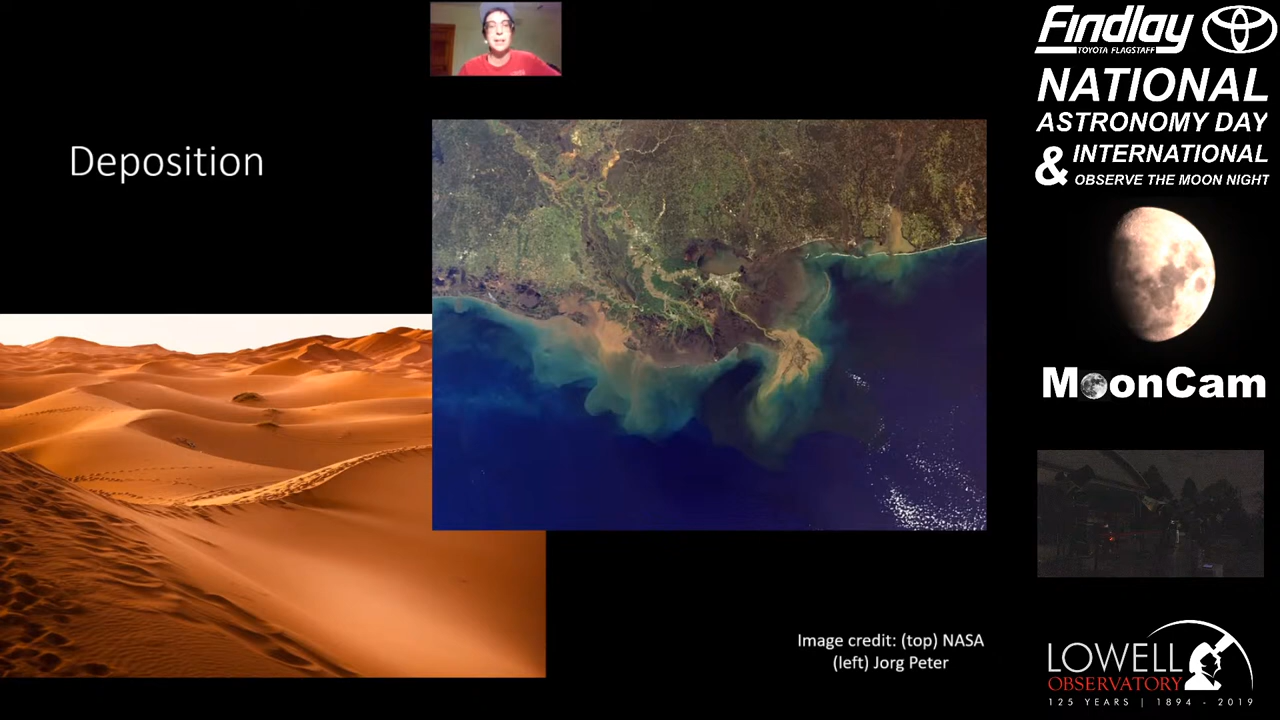 Deposition
Image credit: (top) NASA
(left) Jorg Peter
Findlay
TOYOTA FLAGSTAFF
NATIONAL
ASTRONOMY DAY
& INTERNATIONAL
OBSERVE THE MOON NIGHT
MoonCam
LOWELL
OBSERVATORY
125 YEARS | 1894 - 2019